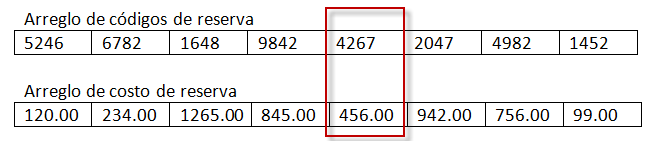 Arreglo de códigos de reserva
5246 6782 1648 9842 4267 2047 4982 1452
Arreglo de costo de reserva
120.00 234.00 1265.00 845.00 456.00 942.00 756.00 99.00